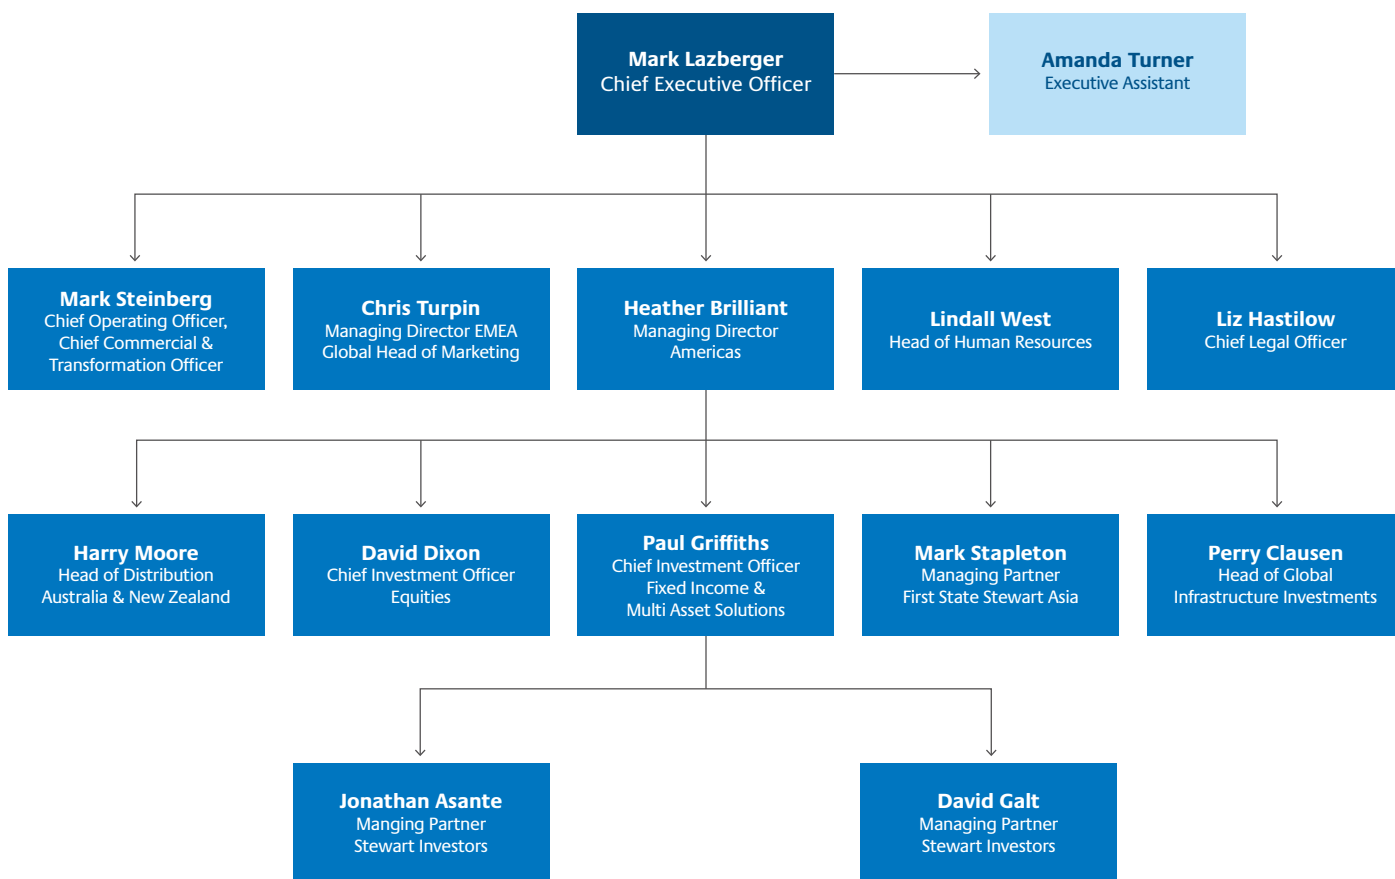 Mark Lazberger
Chief Executive Officer
Amanda Turner
Executive Assistant
Mark Steinberg
Chief Operating Officer,
Chief Commercial &
Transformation Officer
Chris Turpin
Managing Director EMEA
Global Head of Marketing
Heather Brilliant
Managing Director
Americas
Lindall West
Head of Human Resources
Liz Hastilow
Chief Legal Officer
Harry Moore
Head of Distribution
Australia & New Zealand
David Dixon
Chief Investment Officer
Equities
Paul Griffiths
Chief Investment Officer
Fixed Income &
Multi Asset Solutions
Mark Stapleton
Managing Partner
First State Stewart Asia
Perry Clausen
Head of Global
Infrastructure Investments
Jonathan Asante
Manging Partner
Stewart Investors
David Galt
Managing Partner
Stewart Investors